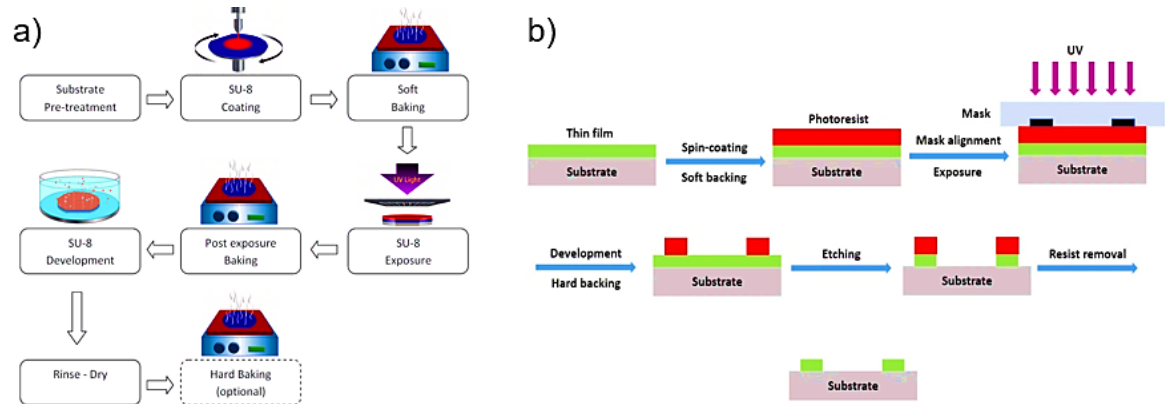 a)
Substrate
Pre-treatment
SU-8
Coating
Soft
Baking
UV Light
SU-8
Exposure
Post exposure
Baking
SU-8
Development
Rinse - Dry
Hard Baking
(optional)
b)
Thin film
Substrate
Spin-coating
Soft backing
Photoresist
Substrate
Mask alignment
Exposure
UV
Mask
Substrate
Development
Hard backing
Substrate
Etching
Substrate
Resist removal
Substrate